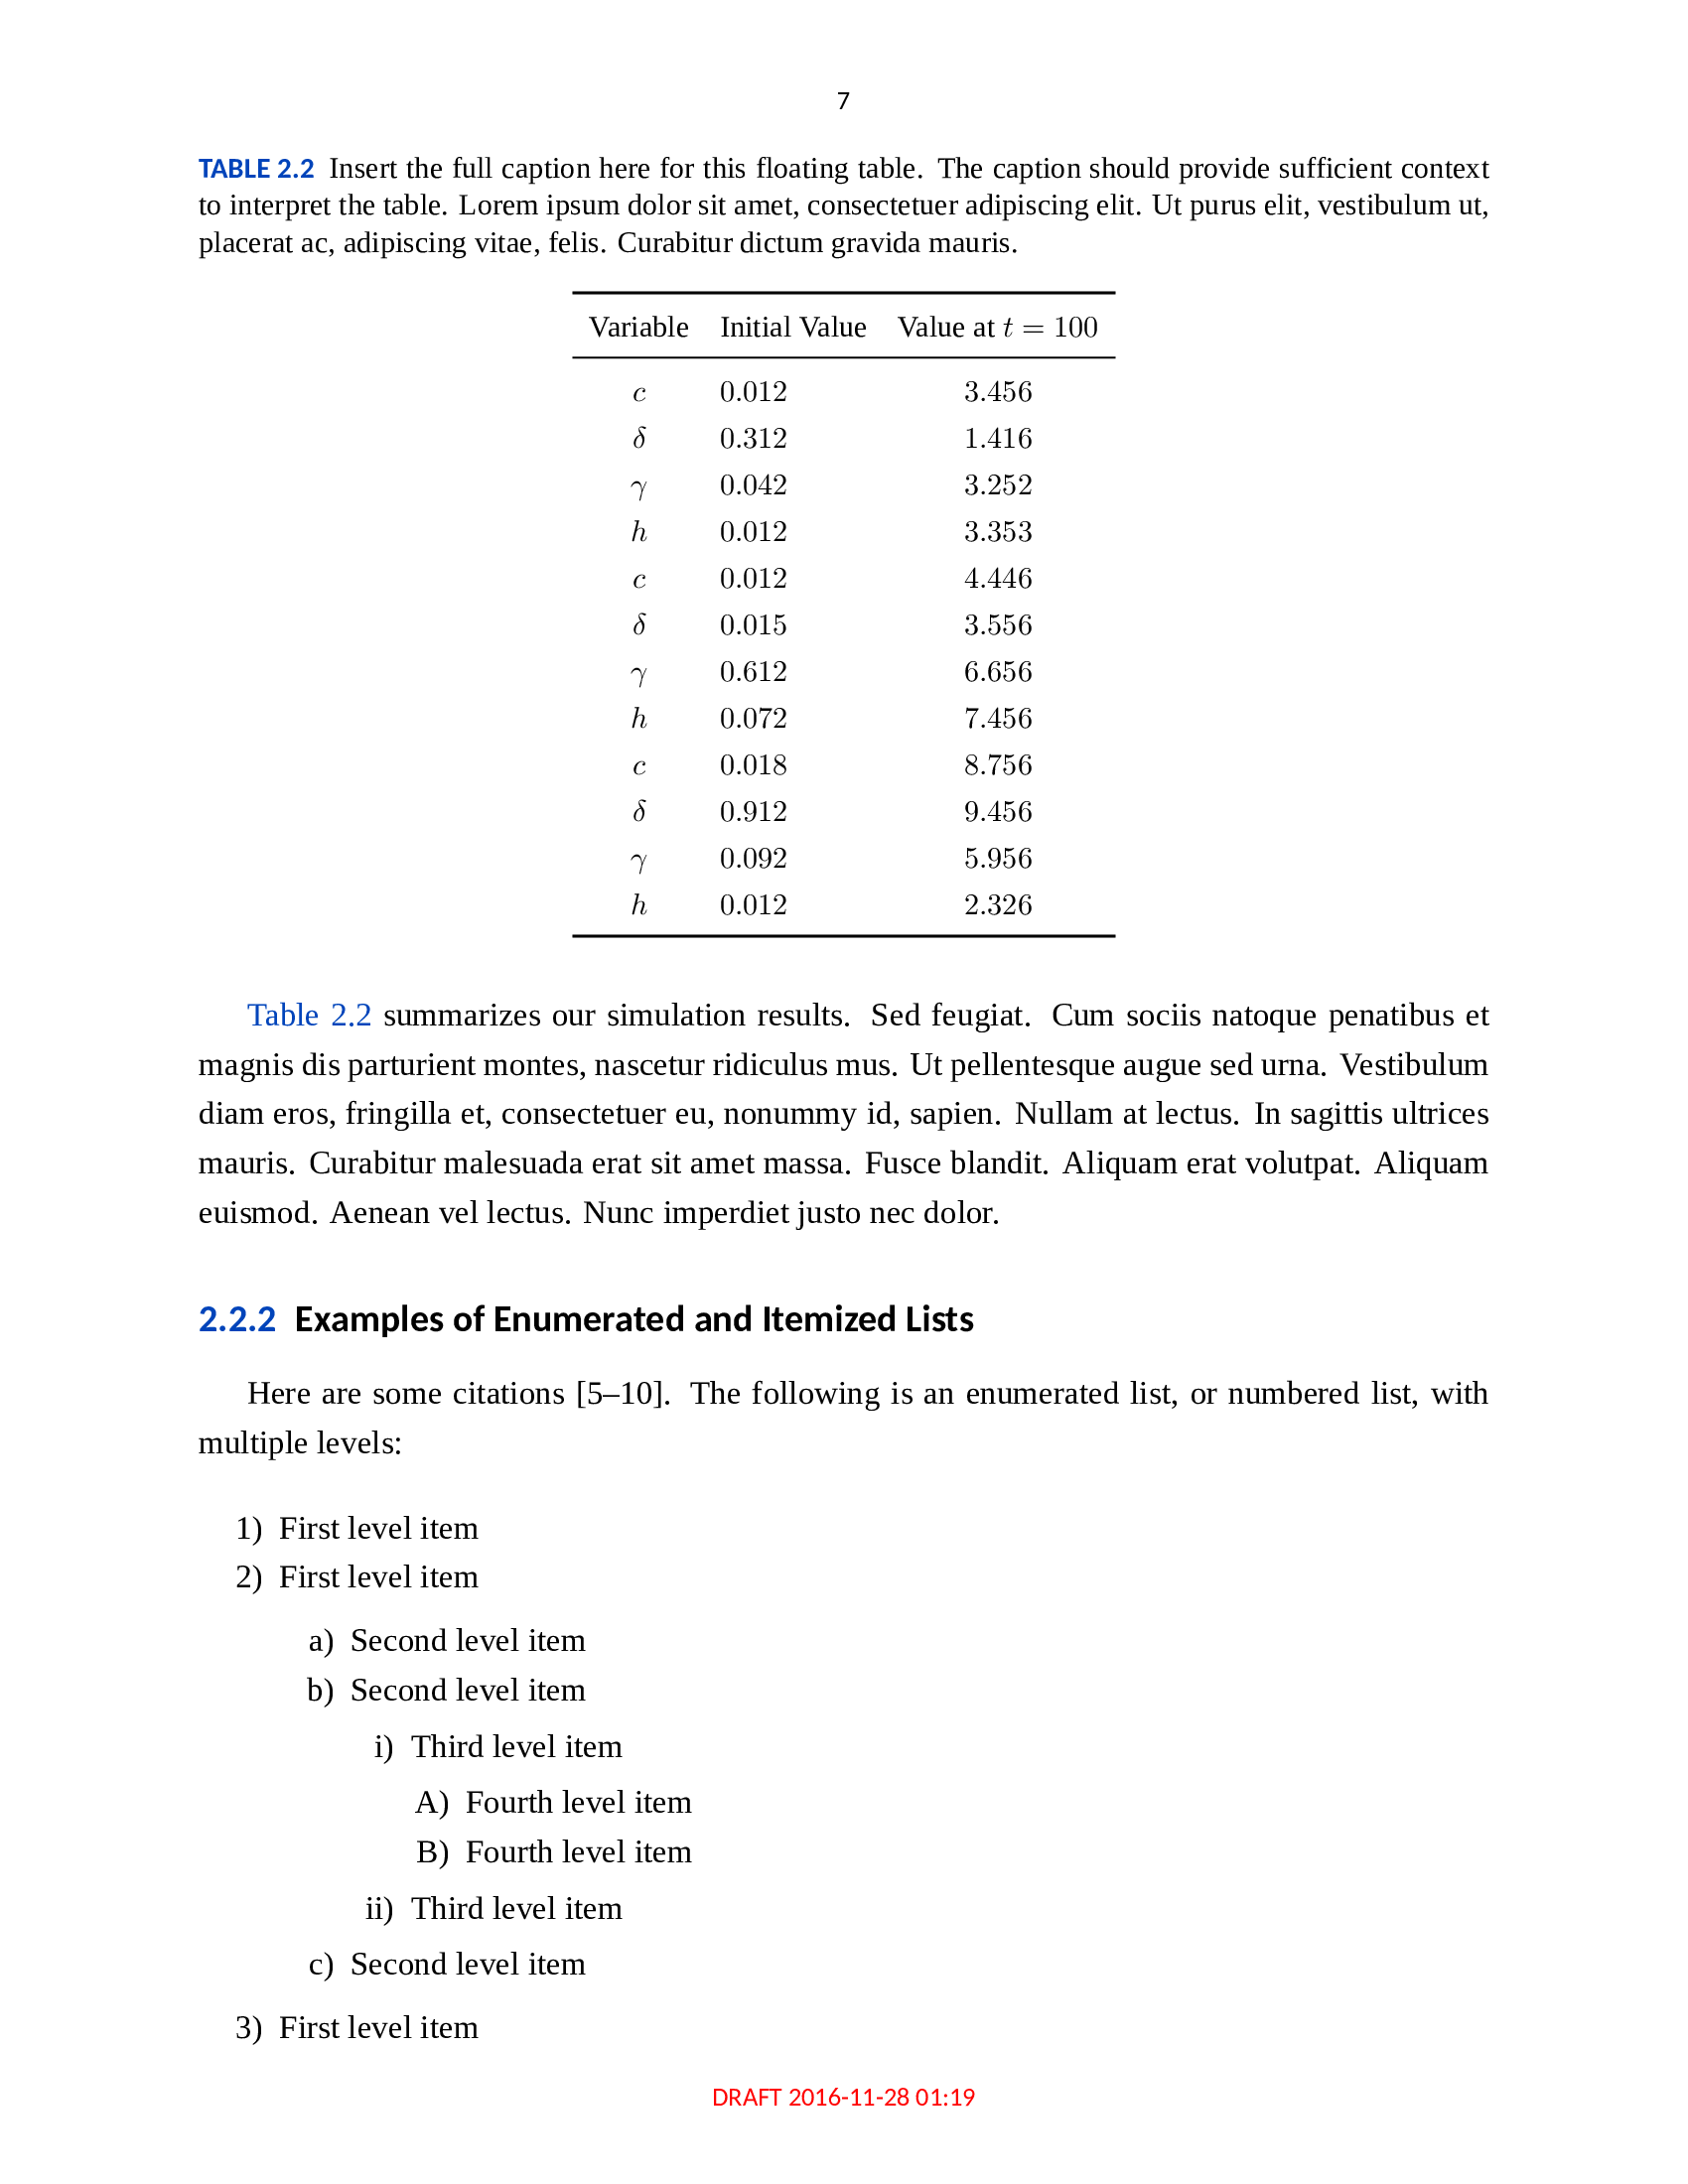 7
TABLE 2.2 Insert the full caption here for this floating table. The caption should provide sufficient context
to interpret the table. Lorem ipsum dolor sit amet, consectetuer adipiscing elit. Ut purus elit, vestibulum ut,
placerat ac, adipiscing vitae, felis. Curabitur dictum gravida mauris.
Variable Initial Value Value at t = 100
c 0.012 3.456
δ 0.312 1.416
γ 0.042 3.252
h 0.012 3.353
c 0.012 4.446
δ 0.015 3.556
γ 0.612 6.656
h 0.072 7.456
c 0.018 8.756
δ 0.912 9.456
γ 0.092 5.956
h 0.012 2.326
Table 2.2 summarizes our simulation results. Sed feugiat. Cum sociis natoque penatibus et
magnis dis parturient montes, nascetur ridiculus mus. Ut pellentesque augue sed urna. Vestibulum
diam eros, fringilla et, consectetuer eu, nonummy id, sapien. Nullam at lectus. In sagittis ultrices
mauris. Curabitur malesuada erat sit amet massa. Fusce blandit. Aliquam erat volutpat. Aliquam
euismod. Aenean vel lectus. Nunc imperdiet justo nec dolor.
2.2.2 Examples of Enumerated and Itemized Lists
Here are some citations [5–10]. The following is an enumerated list, or numbered list, with
multiple levels:
1) First level item
2) First level item
a) Second level item
b) Second level item
i) Third level item
A) Fourth level item
B) Fourth level item
ii) Third level item
c) Second level item
3) First level item
DRAFT 2016-11-28 01:19